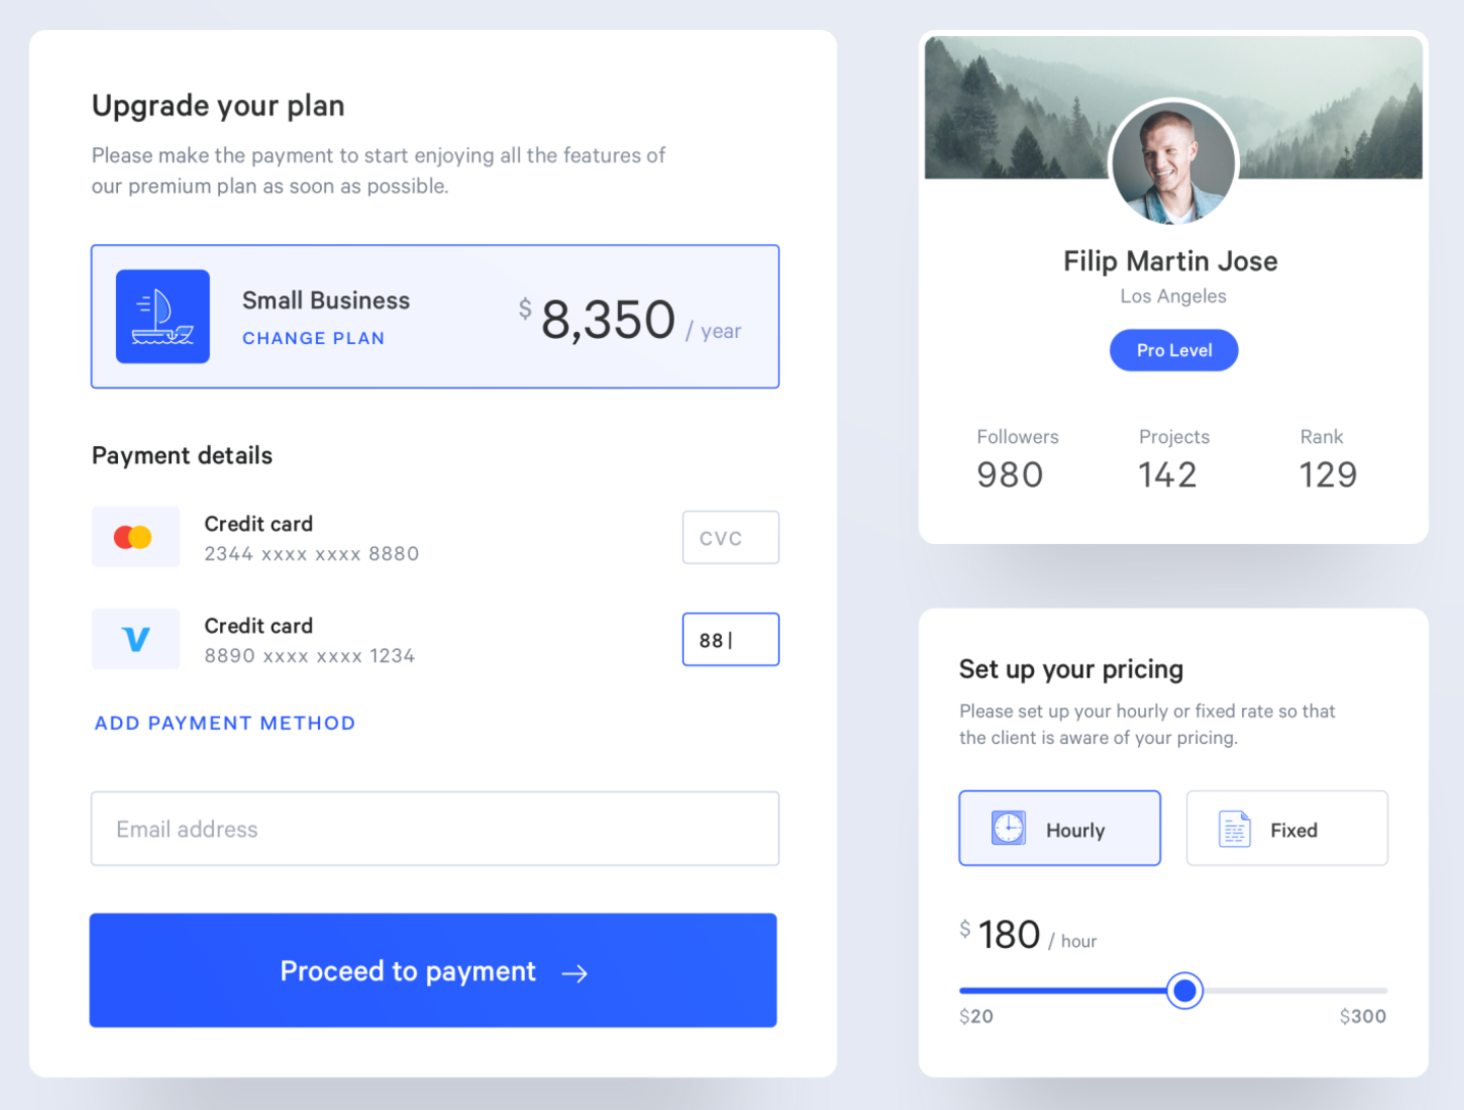 Upgrade your plan
Please make the payment to start enjoying all the features of
our premium plan as soon as possible.
Small Business
CHANGE PLAN
$ 8,350 / year
Payment details
Credit card
2344 xxxx xxxx 8880
CVC
Credit card
8890 xxxx xxxx 1234
88
ADD PAYMENT METHOD
Email address
Proceed to payment →
Filip Martin Jose
Los Angeles
Pro Level
Followers Projects Rank
980 142 129
Set up your pricing
Please set up your hourly or fixed rate so that
the client is aware of your pricing.
Hourly Fixed
$ 180 / hour
$20 $300